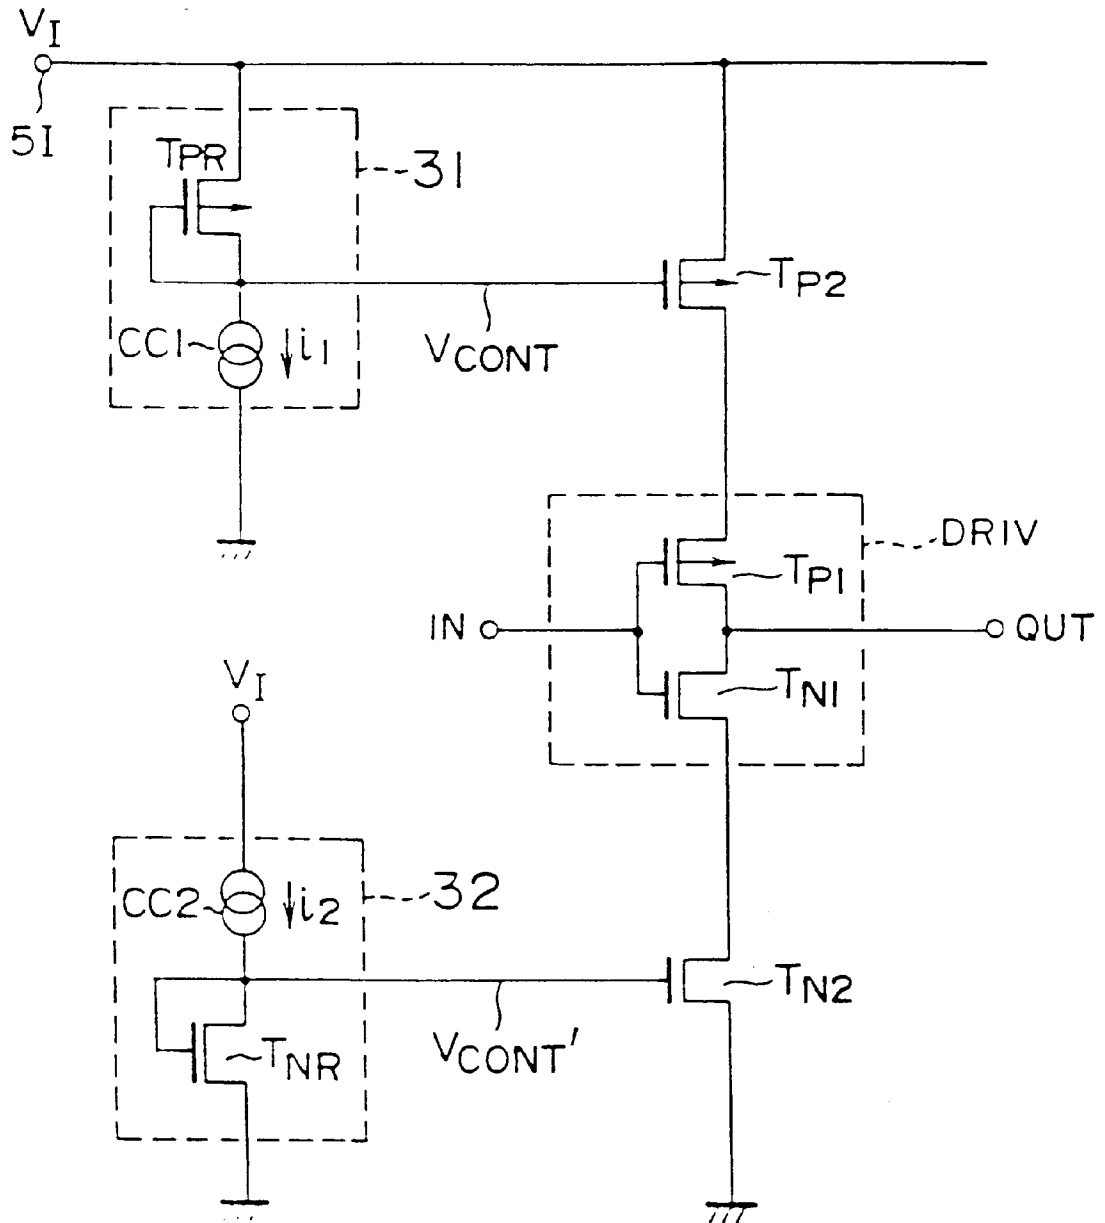 VI
5I
TPR
31
TP2
CC1
i1
VCONT
DRIV
TP1
IN
QUT
VI
TN1
CC2
i2
32
TN2
VCONT'
TNR